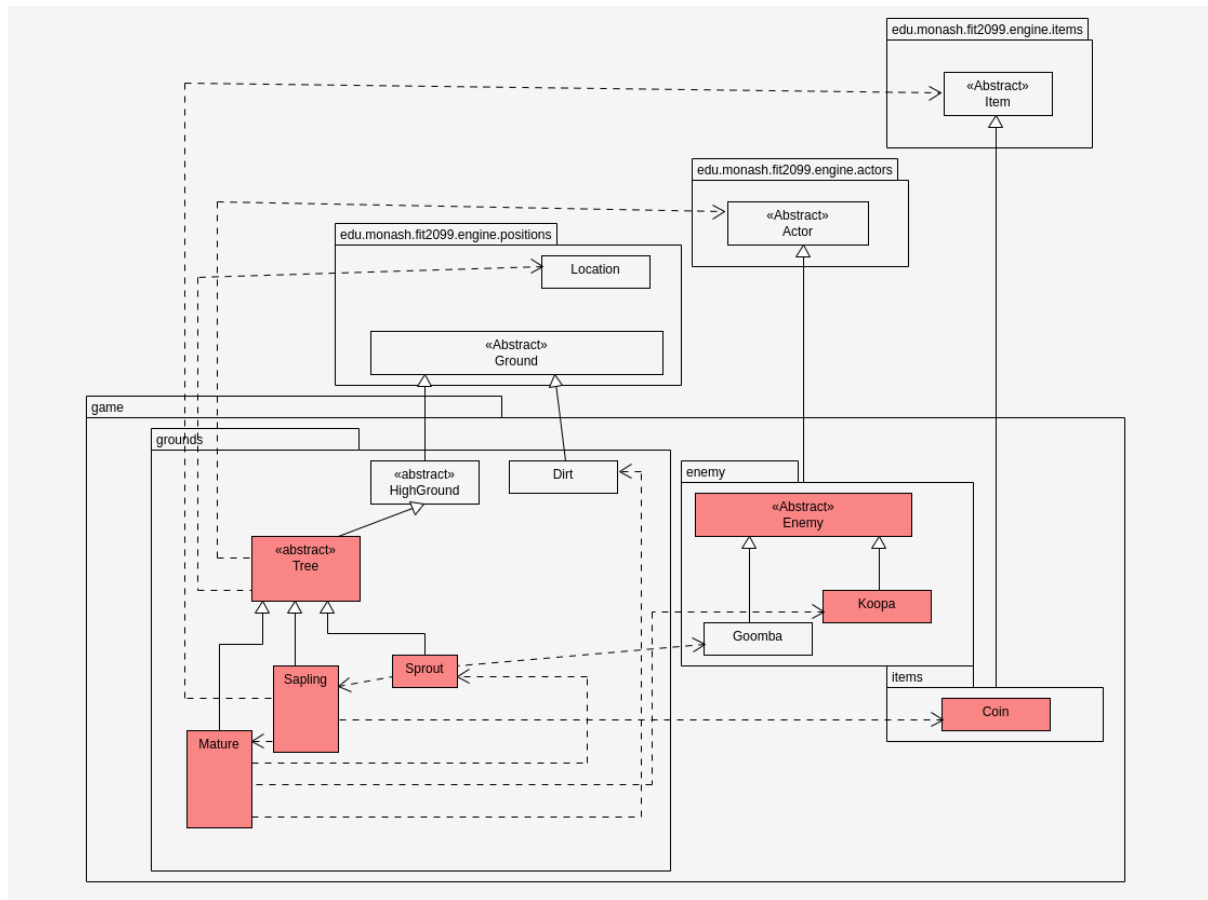 edu.monash.fit2099.engine.items
«Abstract»
Item
edu.monash.fit2099.engine.actors
«Abstract»
Actor
edu.monash.fit2099.engine.positions
Location
«Abstract»
Ground
game
grounds
«abstract»
HighGround
Dirt
enemy
«Abstract»
Enemy
«abstract»
Tree
Koopa
Goomba
Sprout
Sapling
items
Coin
Mature